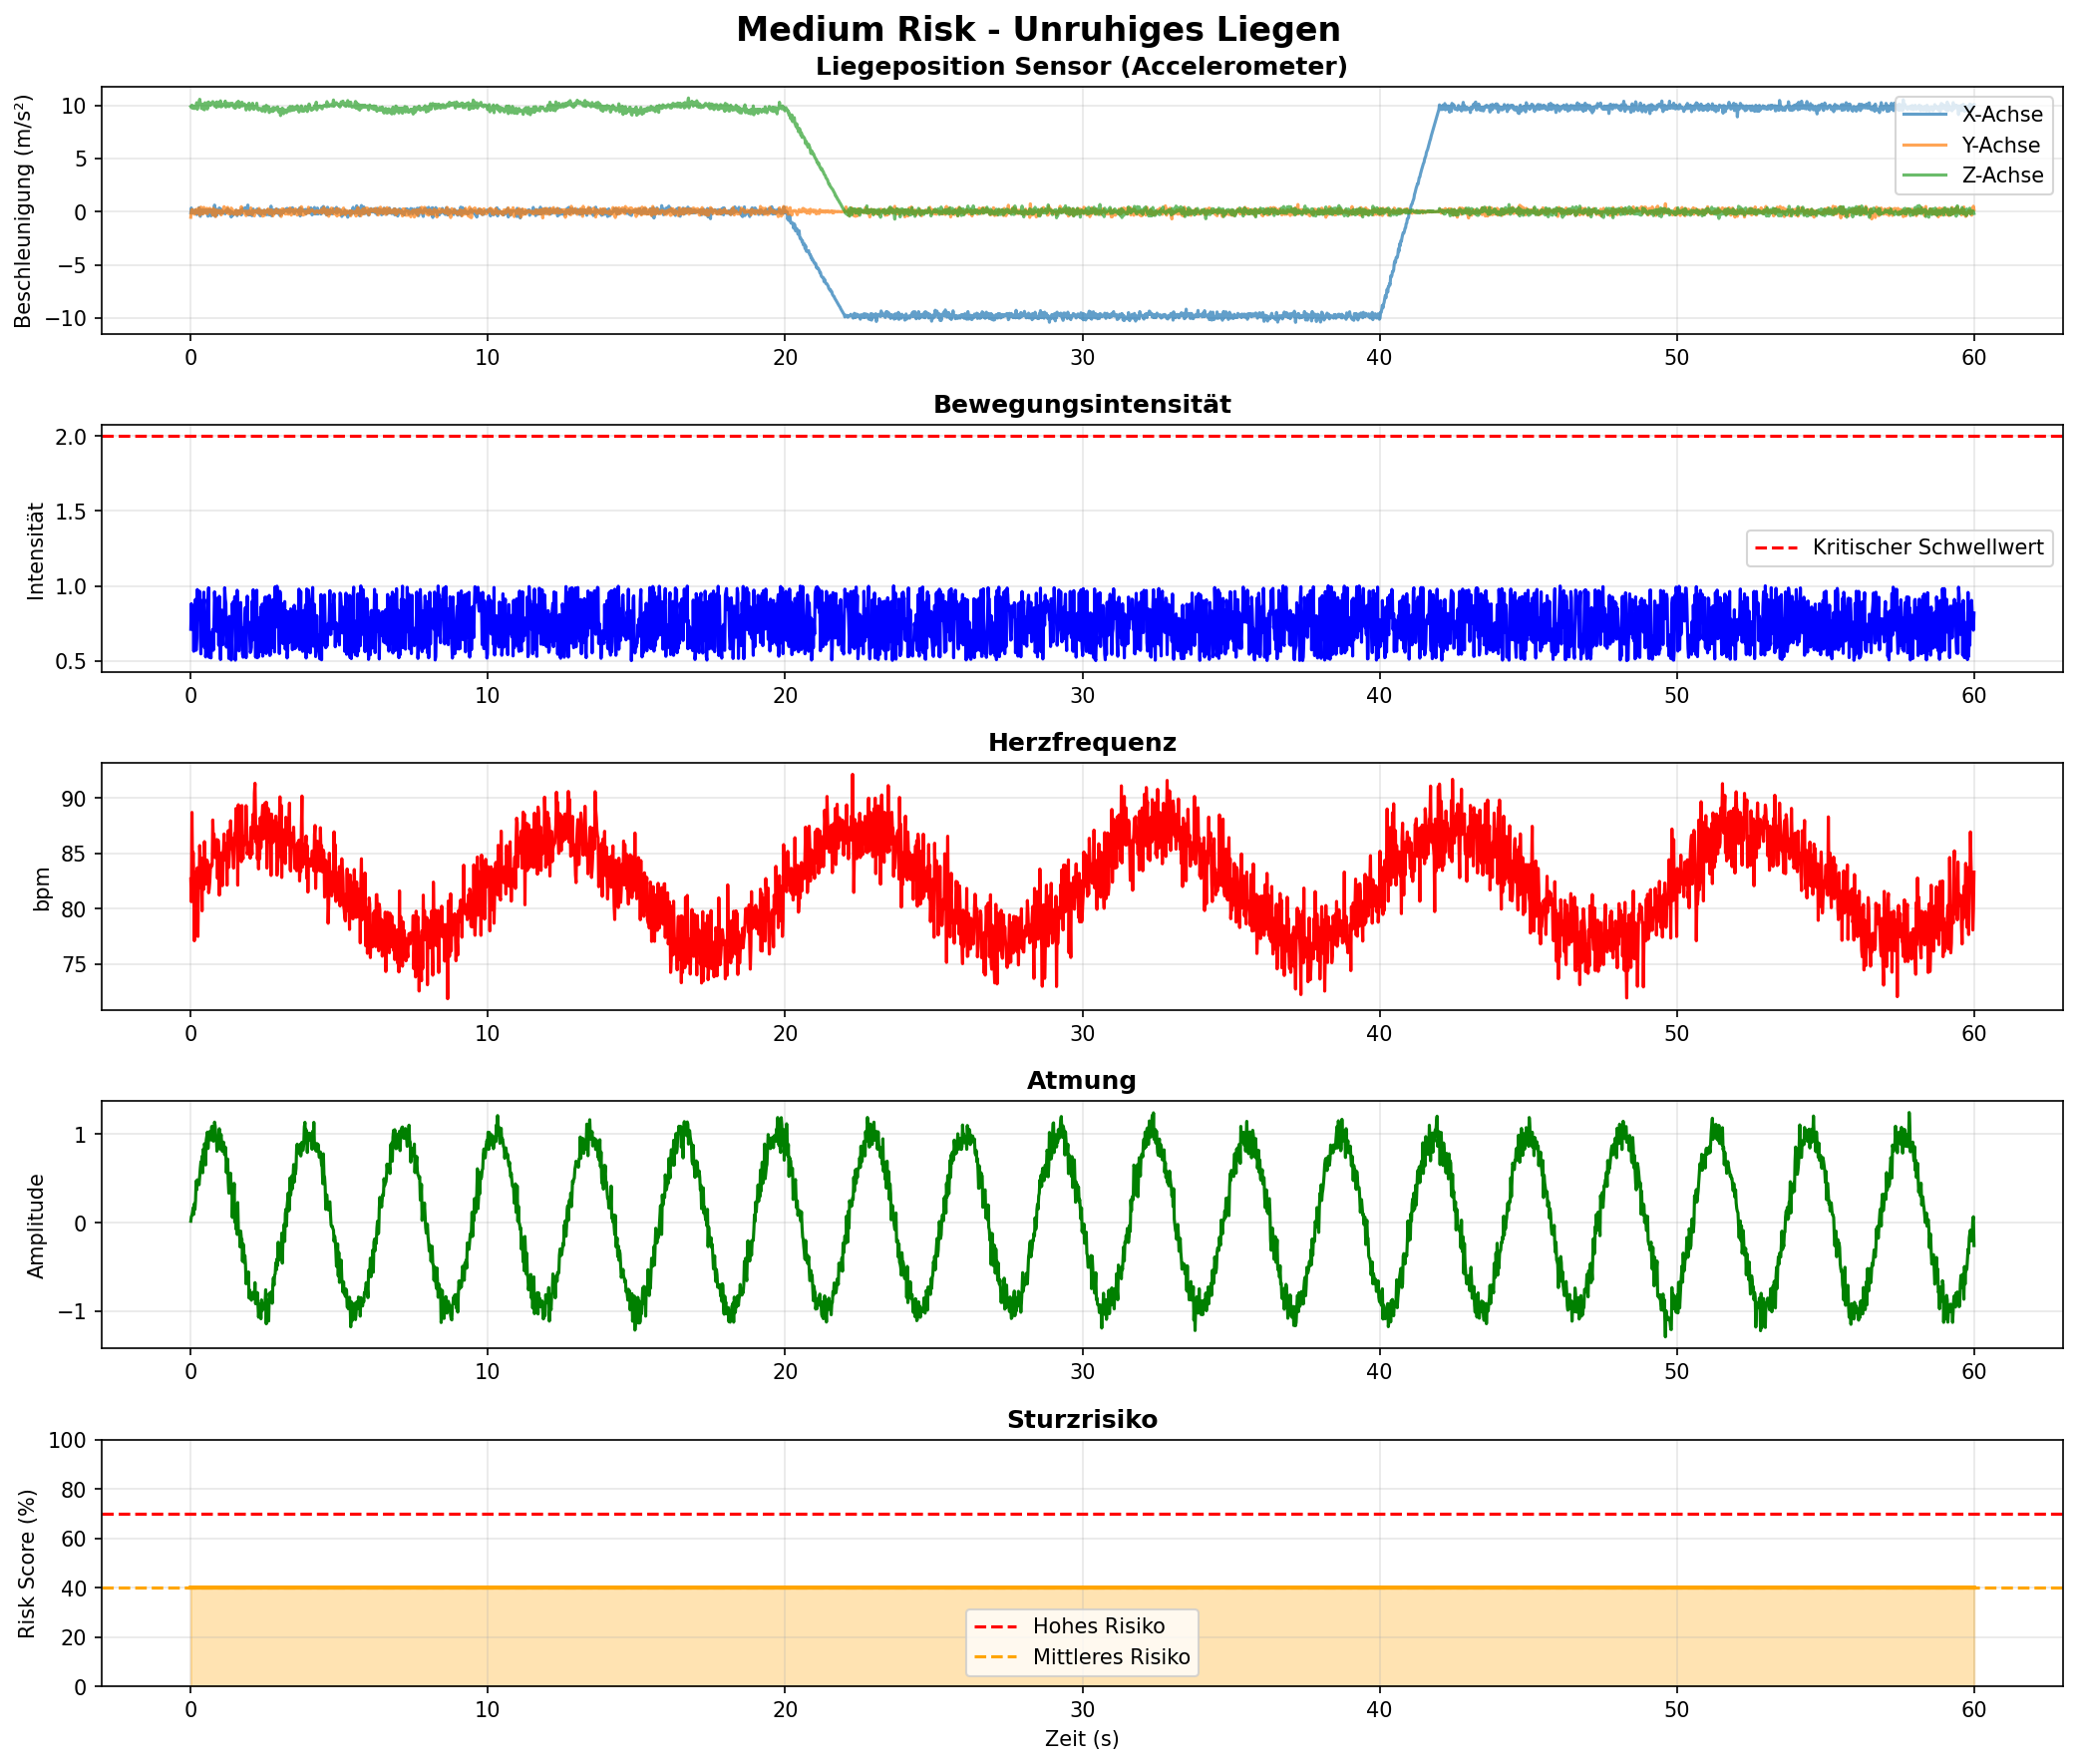 Medium Risk - Unruhiges Liegen
Liegeposition Sensor (Accelerometer)
Beschleunigung (m/s²)
10
5
0
−5
−10
X-Achse
Y-Achse
Z-Achse
0 10 20 30 40 50 60
Bewegungsintensität
Intensität
2.0
1.5
1.0
0.5
Kritischer Schwellwert
0 10 20 30 40 50 60
Herzfrequenz
bpm
90
85
80
75
0 10 20 30 40 50 60
Atmung
Amplitude
1
0
−1
0 10 20 30 40 50 60
Sturzrisiko
Risk Score (%)
100
80
60
40
20
0
Hohes Risiko
Mittleres Risiko
0 10 20 30 40 50 60
Zeit (s)